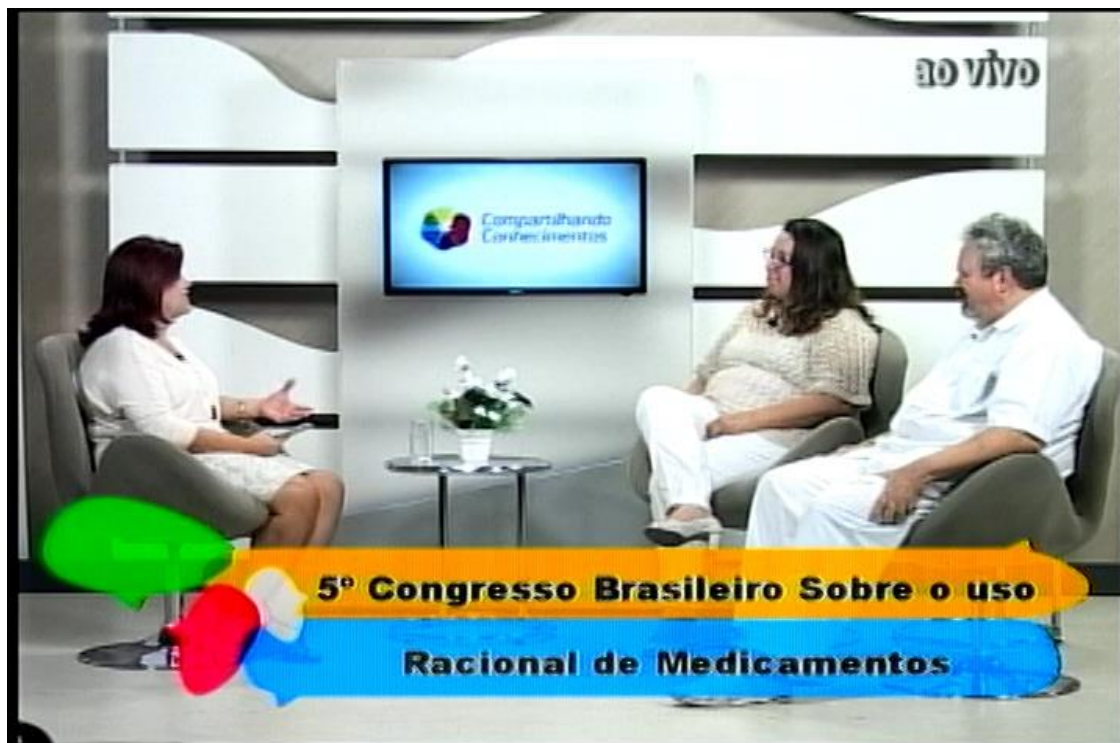 ao vivo
Compartilhando
Conhecimentos
5º Congresso Brasileiro Sobre o uso
Racional de Medicamentos